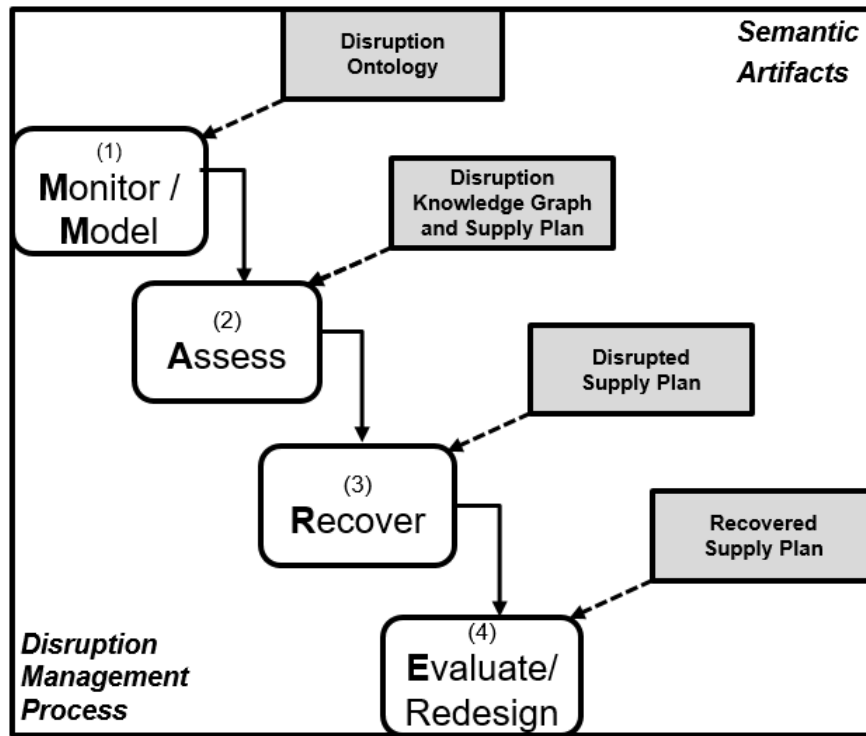 Disruption
Ontology
Semantic
Artifacts
(1)
Monitor /
Model
Disruption
Knowledge Graph
and Supply Plan
(2)
Assess
Disrupted
Supply Plan
(3)
Recover
Recovered
Supply Plan
(4)
Evaluate/
Redesign
Disruption
Management
Process